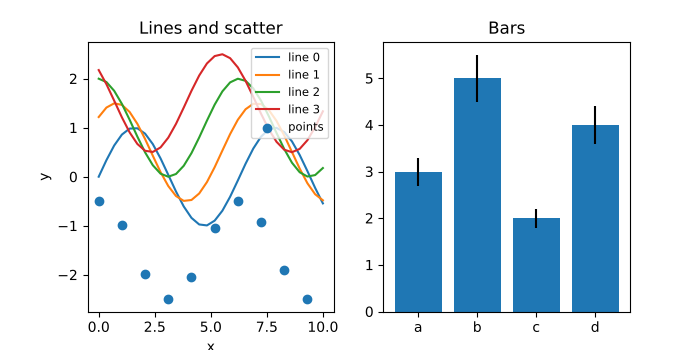 Lines and scatter
line 0
line 1
line 2
line 3
points
y
2
1
0
−1
−2
0.0 2.5 5.0 7.5 10.0
x
Bars
5
4
3
2
1
0
a b c d